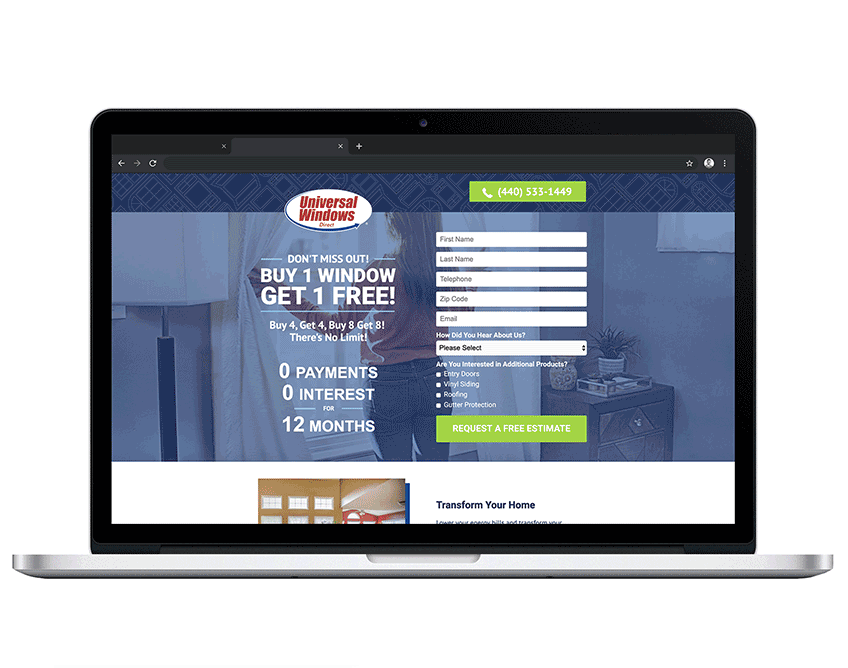 (440) 533-1449
Universal
Windows
Direct
DON'T MISS OUT!
BUY 1 WINDOW
GET 1 FREE!
Buy 4, Get 4, Buy 8 Get 8!
There's No Limit!
0 PAYMENTS
0 INTEREST
FOR
12 MONTHS
First Name
Last Name
Telephone
Zip Code
Email
How Did You Hear About Us?
Please Select
Are You Interested in Additional Products?
Entry Doors
Vinyl Siding
Roofing
Gutter Protection
REQUEST A FREE ESTIMATE
Transform Your Home
Lower your energy bills and transform your